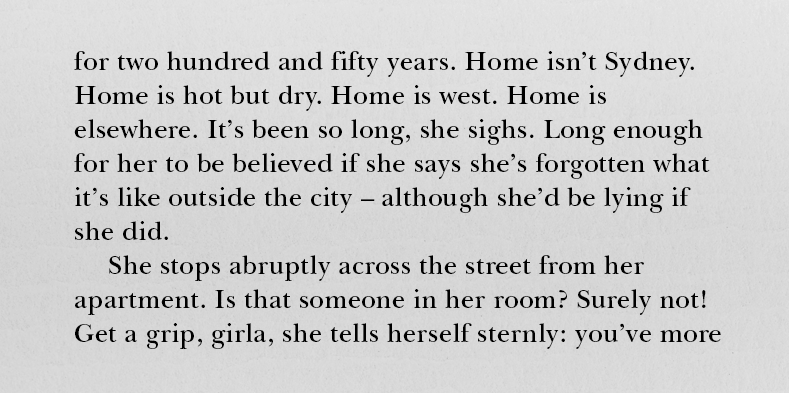 for two hundred and fifty years. Home isn’t Sydney.
Home is hot but dry. Home is west. Home is
elsewhere. It’s been so long, she sighs. Long enough
for her to be believed if she says she’s forgotten what
it’s like outside the city – although she’d be lying if
she did.
She stops abruptly across the street from her
apartment. Is that someone in her room? Surely not!
Get a grip, girla, she tells herself sternly: you’ve more